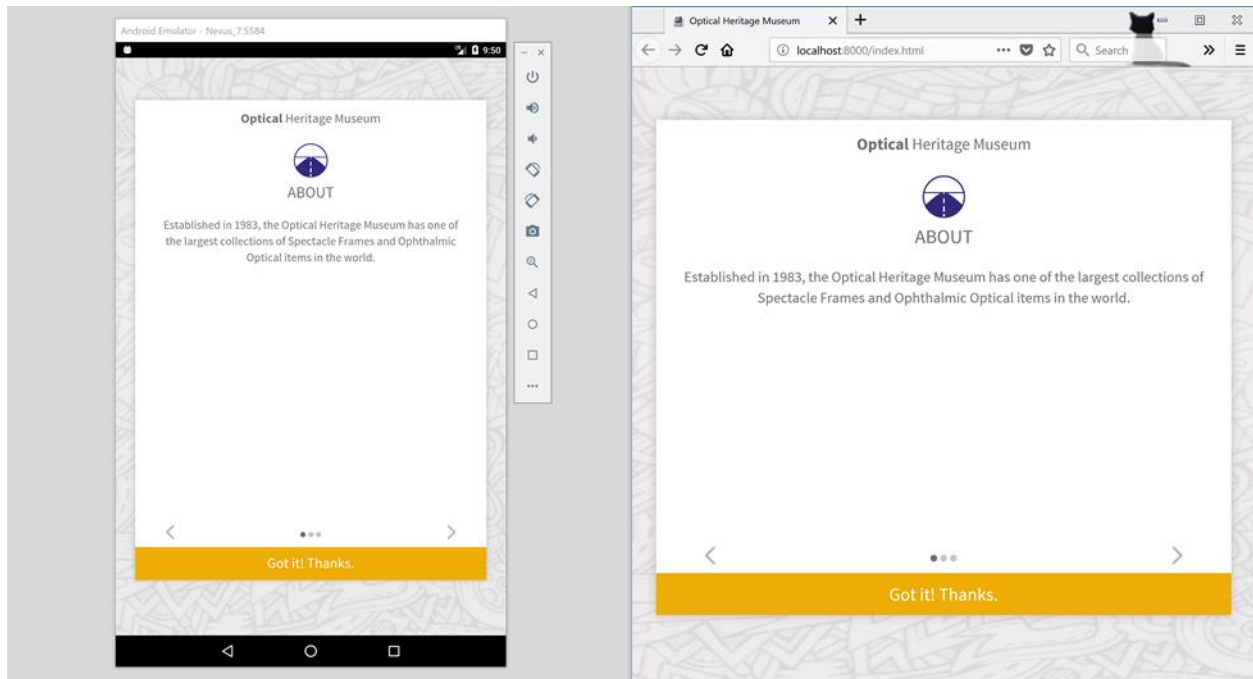 Android Emulator - Nexus_7:5584
9:50
Optical Heritage Museum
ABOUT
Established in 1983, the Optical Heritage Museum has one of
the largest collections of Spectacle Frames and Ophthalmic
Optical items in the world.
Got it! Thanks.
Optical Heritage Museum
localhost:8000/index.html
Search
Optical Heritage Museum
ABOUT
Established in 1983, the Optical Heritage Museum has one of the largest collections of
Spectacle Frames and Ophthalmic Optical items in the world.
Got it! Thanks.